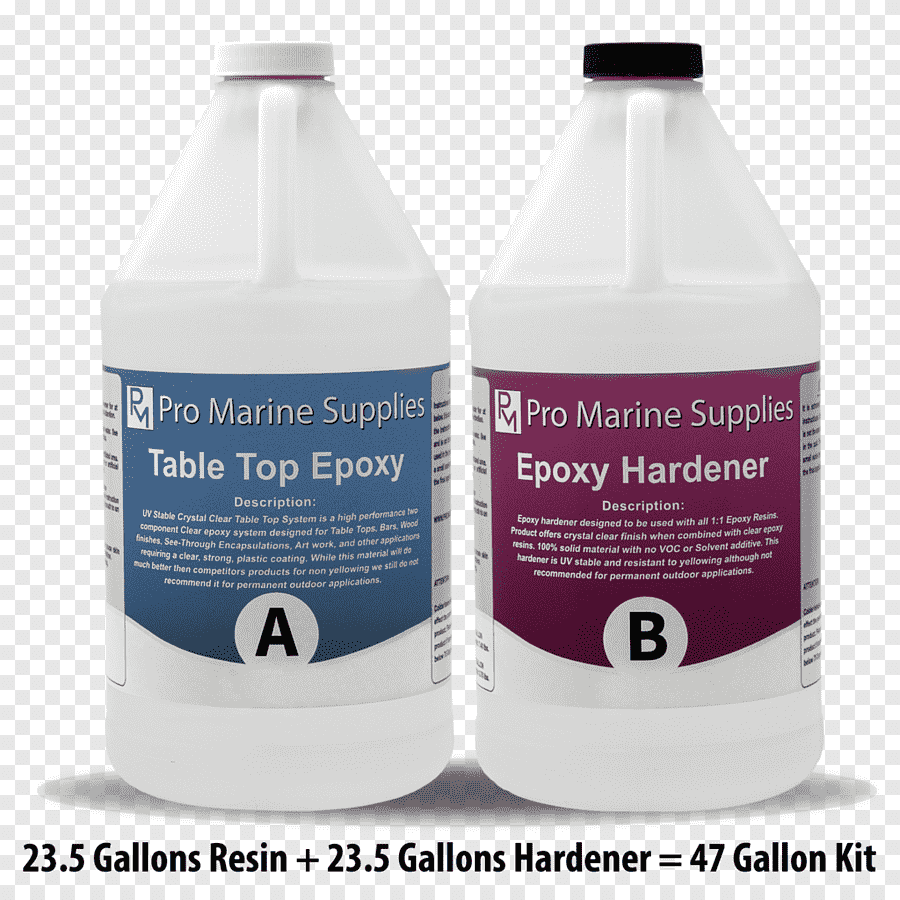 PM Pro Marine Supplies
Table Top Epoxy
Description:
UV Stable Crystal Clear Table Top System is a high performance two
component Clear epoxy system designed for Table Tops, Bars, Wood
finishes, See-Through Encapsulations, Art work, and other applications
requiring a clear, strong, plastic coating. While this material will do
much better then competitors products for non yellowing we still do not
recommend it for permanent outdoor applications.
A
PM Pro Marine Supplies
Epoxy Hardener
Description:
Epoxy hardener designed to be used with all 1:1 Epoxy Resins.
Product offers crystal clear finish when combined with clear epoxy
resins. 100% solid material with no VOC or Solvent additive. This
hardener is UV stable and resistant to yellowing although not
recommended for permanent outdoor applications.
B
23.5 Gallons Resin + 23.5 Gallons Hardener = 47 Gallon Kit